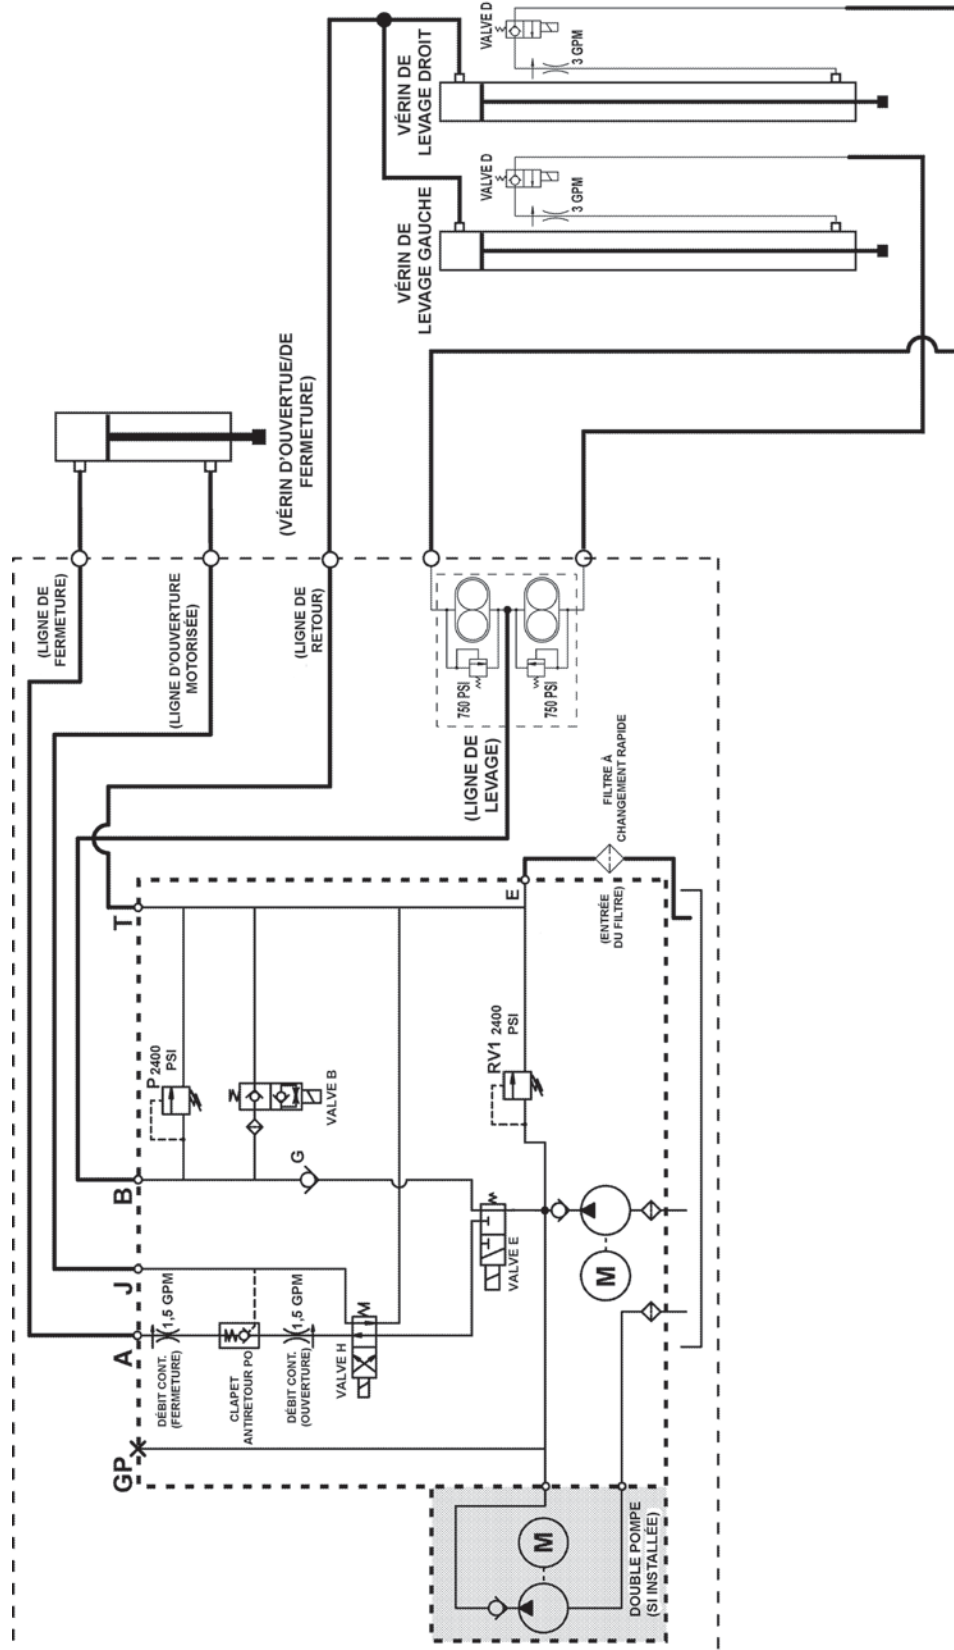 VALVE D
3 GPM
VÉRIN DE
LEVAGE DROIT
VALVE D
3 GPM
VÉRIN DE
LEVAGE GAUCHE
(VÉRIN D'OUVERTUE/DE
FERMETURE)
(LIGNE DE
FERMETURE)
(LIGNE D'OUVERTURE
MOTORISÉE)
(LIGNE DE
RETOUR)
750 PSI
750 PSI
(LIGNE DE
LEVAGE)
FILTRE À
CHANGEMENT RAPIDE
(ENTRÉE
DU FILTRE)
T
E
P 2400
PSI
VALVE B
RV1 2400
PSI
B
G
J
VALVE E
M
A
1,5 GPM
DÉBIT CONT.
(FERMETURE)
CLAPET
ANTIRETOUR PO
1,5 GPM
DÉBIT CONT.
(OUVERTURE)
VALVE H
GP
M
DOUBLE POMPE
(SI INSTALLÉE)